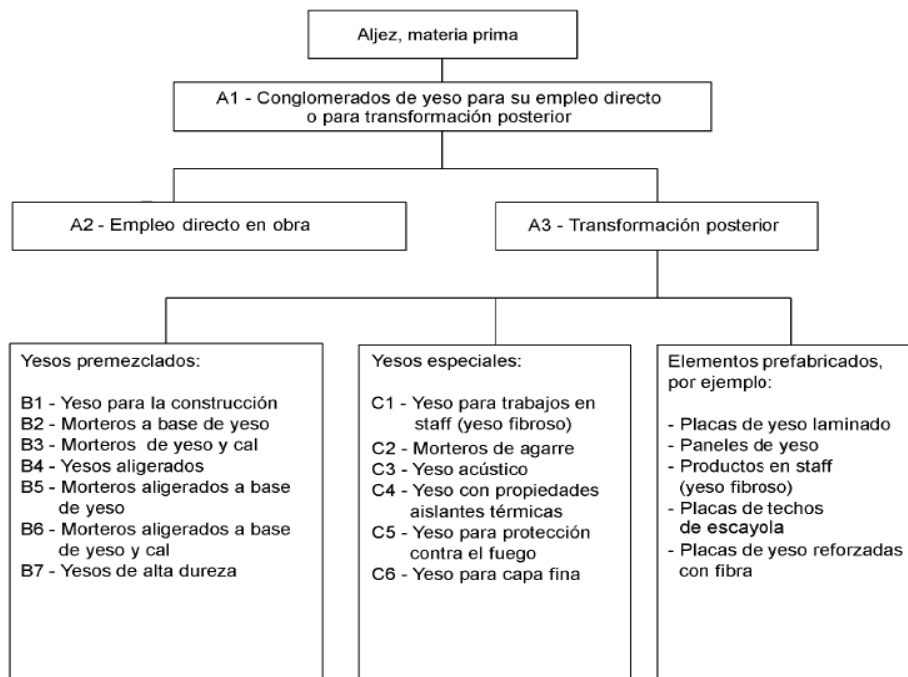 Aljez, materia prima
A1 - Conglomerados de yeso para su empleo directo
o para transformación posterior
A2 - Empleo directo en obra
A3 - Transformación posterior
Yesos premezclados:
B1 - Yeso para la construcción
B2 - Morteros a base de yeso
B3 - Morteros de yeso y cal
B4 - Yesos aligerados
B5 - Morteros aligerados a base
de yeso
B6 - Morteros aligerados a base
de yeso y cal
B7 - Yesos de alta dureza
Yesos especiales:
C1 - Yeso para trabajos en
staff (yeso fibroso)
C2 - Morteros de agarre
C3 - Yeso acústico
C4 - Yeso con propiedades
aislantes térmicas
C5 - Yeso para protección
contra el fuego
C6 - Yeso para capa fina
Elementos prefabricados,
por ejemplo:
- Placas de yeso laminado
- Paneles de yeso
- Productos en staff
(yeso fibroso)
- Placas de techos
de escayola
- Placas de yeso reforzadas
con fibra